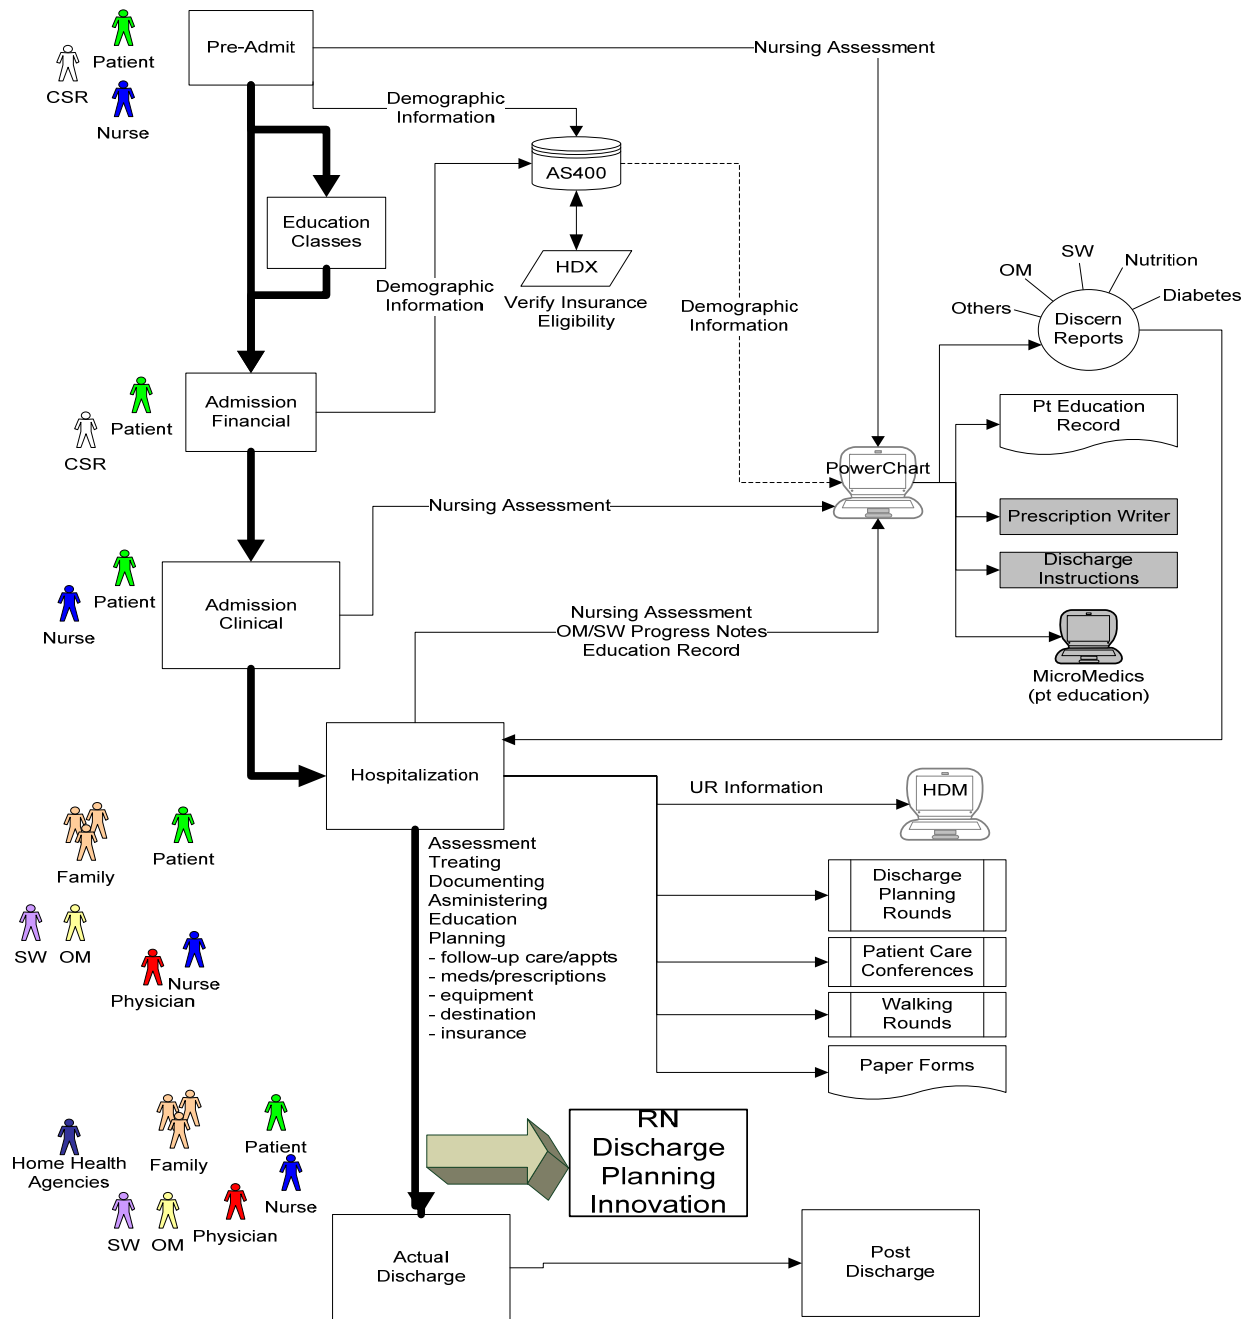 Pre-Admit
Nursing Assessment
Patient
CSR
Nurse
Demographic
Information
AS400
Education
Classes
HDX
Verify Insurance
Eligibility
Demographic
Information
Demographic
Information
SW
OM
Nutrition
Others
Diabetes
Discern
Reports
Admission
Financial
Patient
CSR
Pt Education
Record
PowerChart
Prescription Writer
Discharge
Instructions
MicroMedics
(pt education)
Nursing Assessment
Admission
Clinical
Patient
Nurse
Nursing Assessment
OM/SW Progress Notes
Education Record
Hospitalization
UR Information
HDM
Family
Patient
SW
OM
Nurse
Physician
Assessment
Treating
Documenting
Asministering
Education
Planning
- follow-up care/appts
- meds/prescriptions
- equipment
- destination
- insurance
Discharge
Planning
Rounds
Patient Care
Conferences
Walking
Rounds
Paper Forms
RN
Discharge
Planning
Innovation
Home Health
Agencies
Family
Patient
Nurse
SW
OM
Physician
Actual
Discharge
Post
Discharge